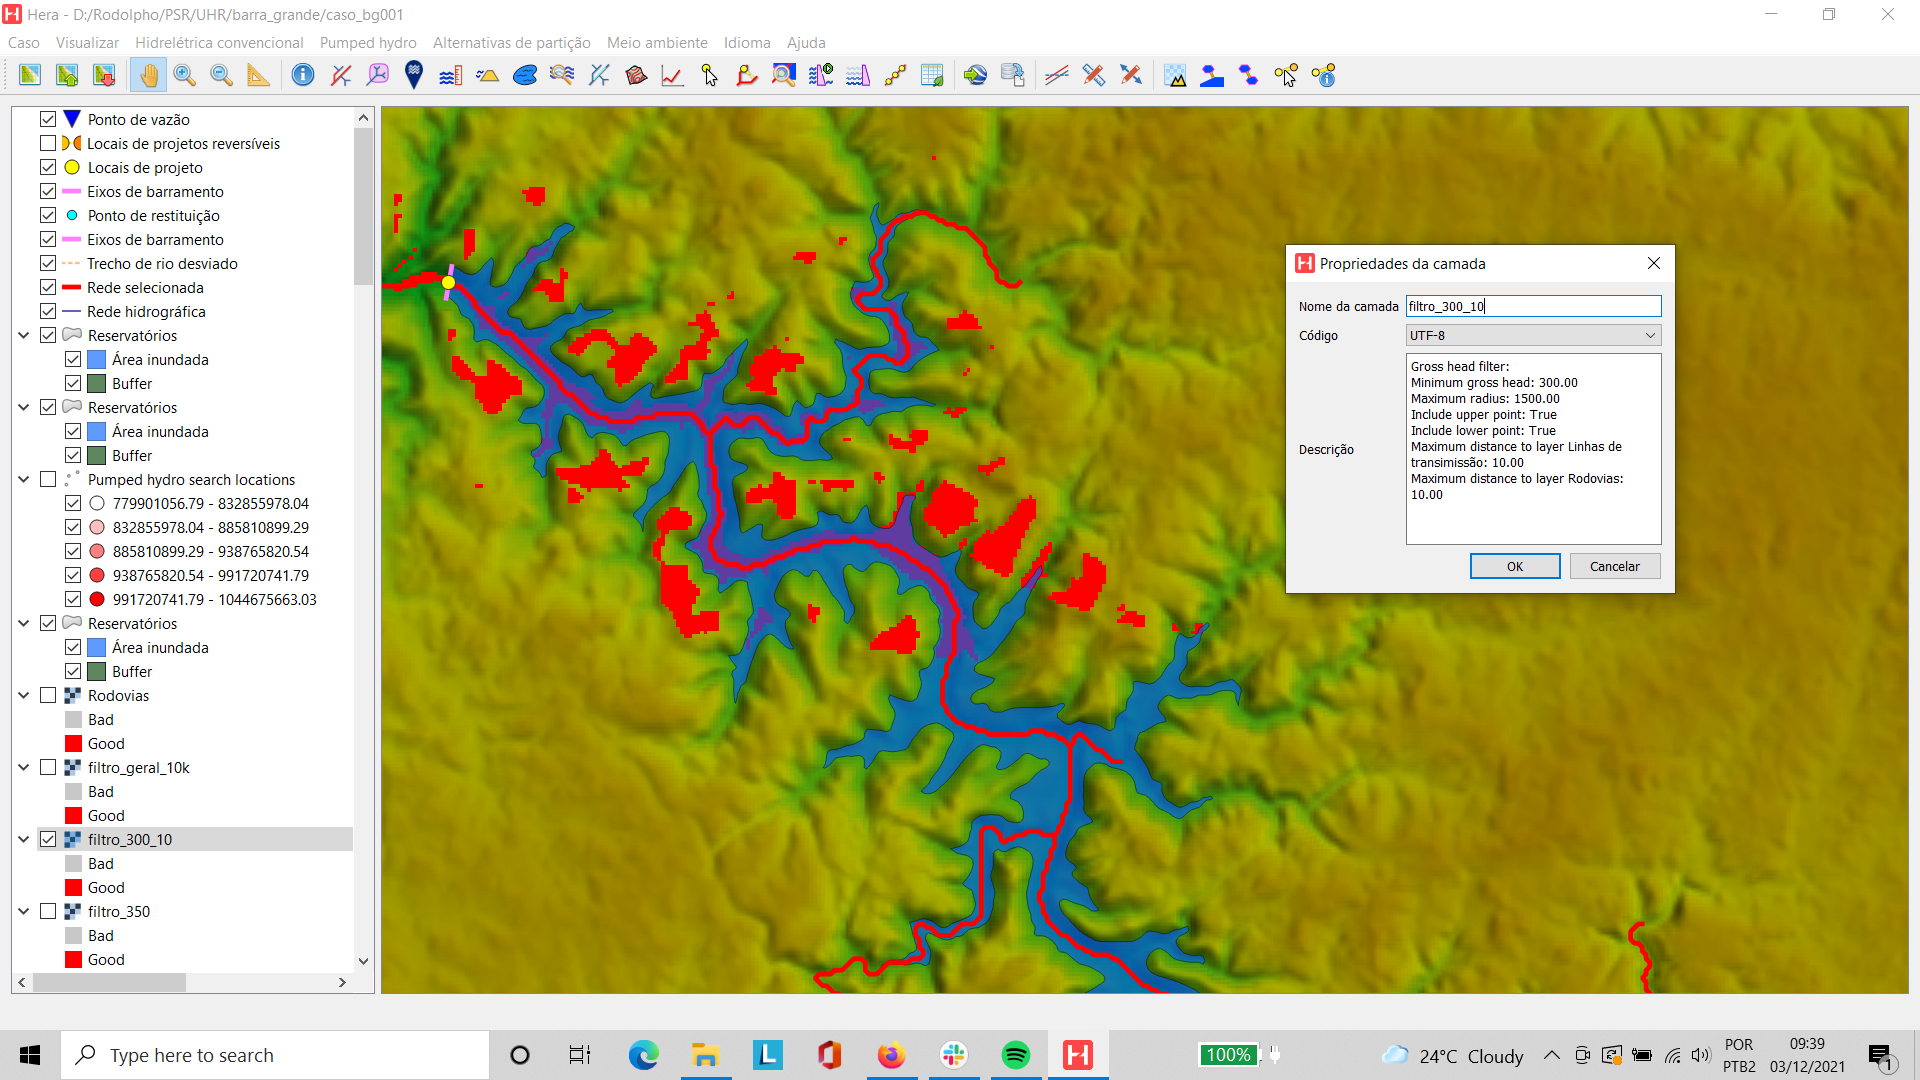 Hera - D:/Rodolpho/PSR/UHR/barra_grande/caso_bg001
Caso Visualizar Hidrelétrica convencional Pumped hydro Alternativas de partição Meio ambiente Idioma Ajuda
Ponto de vazão
Locais de projetos reversíveis
Locais de projeto
Eixos de barramento
Ponto de restituição
Eixos de barramento
Trecho de rio desviado
Rede selecionada
Rede hidrográfica
Reservatórios
Área inundada
Buffer
Reservatórios
Área inundada
Buffer
Pumped hydro search locations
779901056.79 - 832855978.04
832855978.04 - 885810899.29
885810899.29 - 938765820.54
938765820.54 - 991720741.79
991720741.79 - 1044675663.03
Reservatórios
Área inundada
Buffer
Rodovias
Bad
Good
filtro_geral_10k
Bad
Good
filtro_300_10
Bad
Good
filtro_350
Bad
Good
Propriedades da camada
Nome da camada filtro_300_10
Código UTF-8
Descrição
Gross head filter:
Minimum gross head: 300.00
Maximum radius: 1500.00
Include upper point: True
Include lower point: True
Maximum distance to layer Linhas de
transimissão: 10.00
Maximum distance to layer Rodovias:
10.00
OK Cancelar
Type here to search
100%
24°C Cloudy
POR
PTB2
09:39
03/12/2021
1